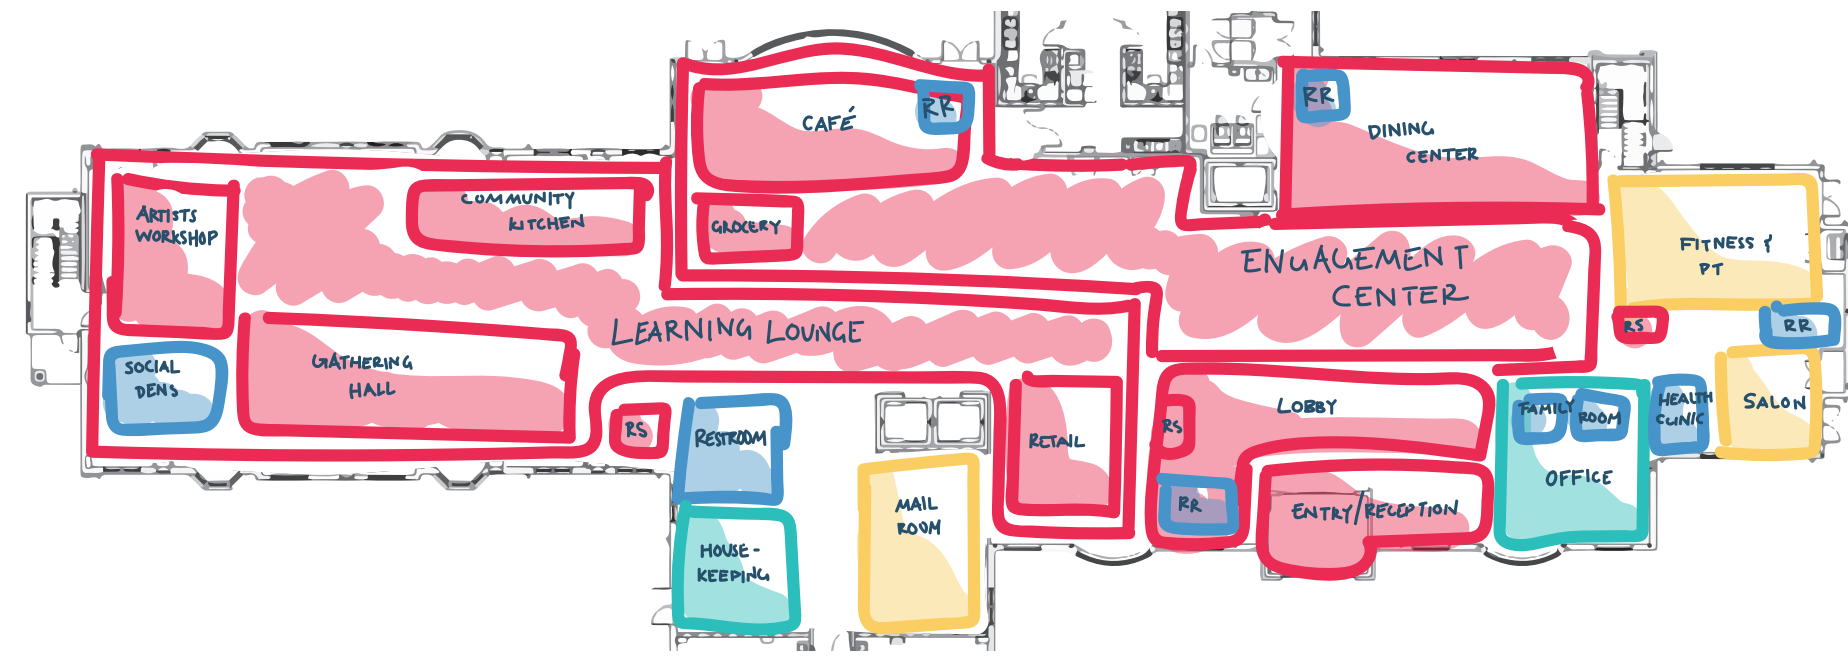 CAFÉ
RR
RR
DINING
CENTER
ARTISTS
WORKSHOP
COMMUNITY
KITCHEN
GROCERY
ENGAGEMENT
CENTER
FITNESS &
PT
LEARNING LOUNGE
RS
RR
SOCIAL
DENS
GATHERING
HALL
RS
RESTROOM
RETAIL
RS
LOBBY
FAMILY
ROOM
HEALTH
CLINIC
SALON
OFFICE
MAIL
ROOM
RR
ENTRY/RECEPTION
HOUSE-
KEEPING